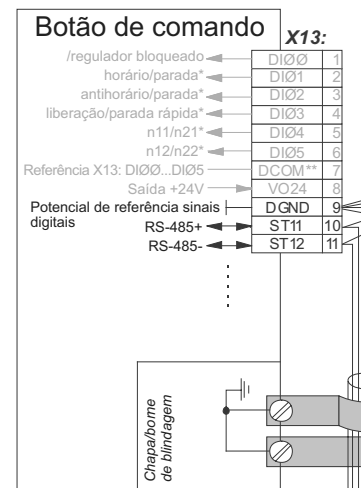 Botão de comando
X13:
/regulador bloqueado DIØØ 1
horário/parada* DIØ1 2
antihorário/parada* DIØ2 3
liberação/parada rápida* DIØ3 4
n11/n21* DIØ4 5
n12/n22* DIØ5 6
Referência X13: DIØØ...DIØ5 DCOM** 7
Saída +24V VO24 8
Potencial de referência sinais DGND 9
digitais
RS-485+ ST11 10
RS-485- ST12 11
Chapa/bome
de blindagem